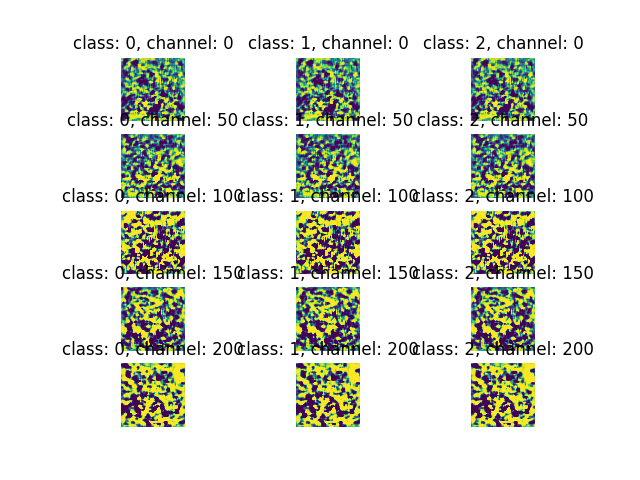 class: 0, channel: 0 class: 1, channel: 0 class: 2, channel: 0
class: 0, channel: 50 class: 1, channel: 50 class: 2, channel: 50
class: 0, channel: 100 class: 1, channel: 100 class: 2, channel: 100
class: 0, channel: 150 class: 1, channel: 150 class: 2, channel: 150
class: 0, channel: 200 class: 1, channel: 200 class: 2, channel: 200